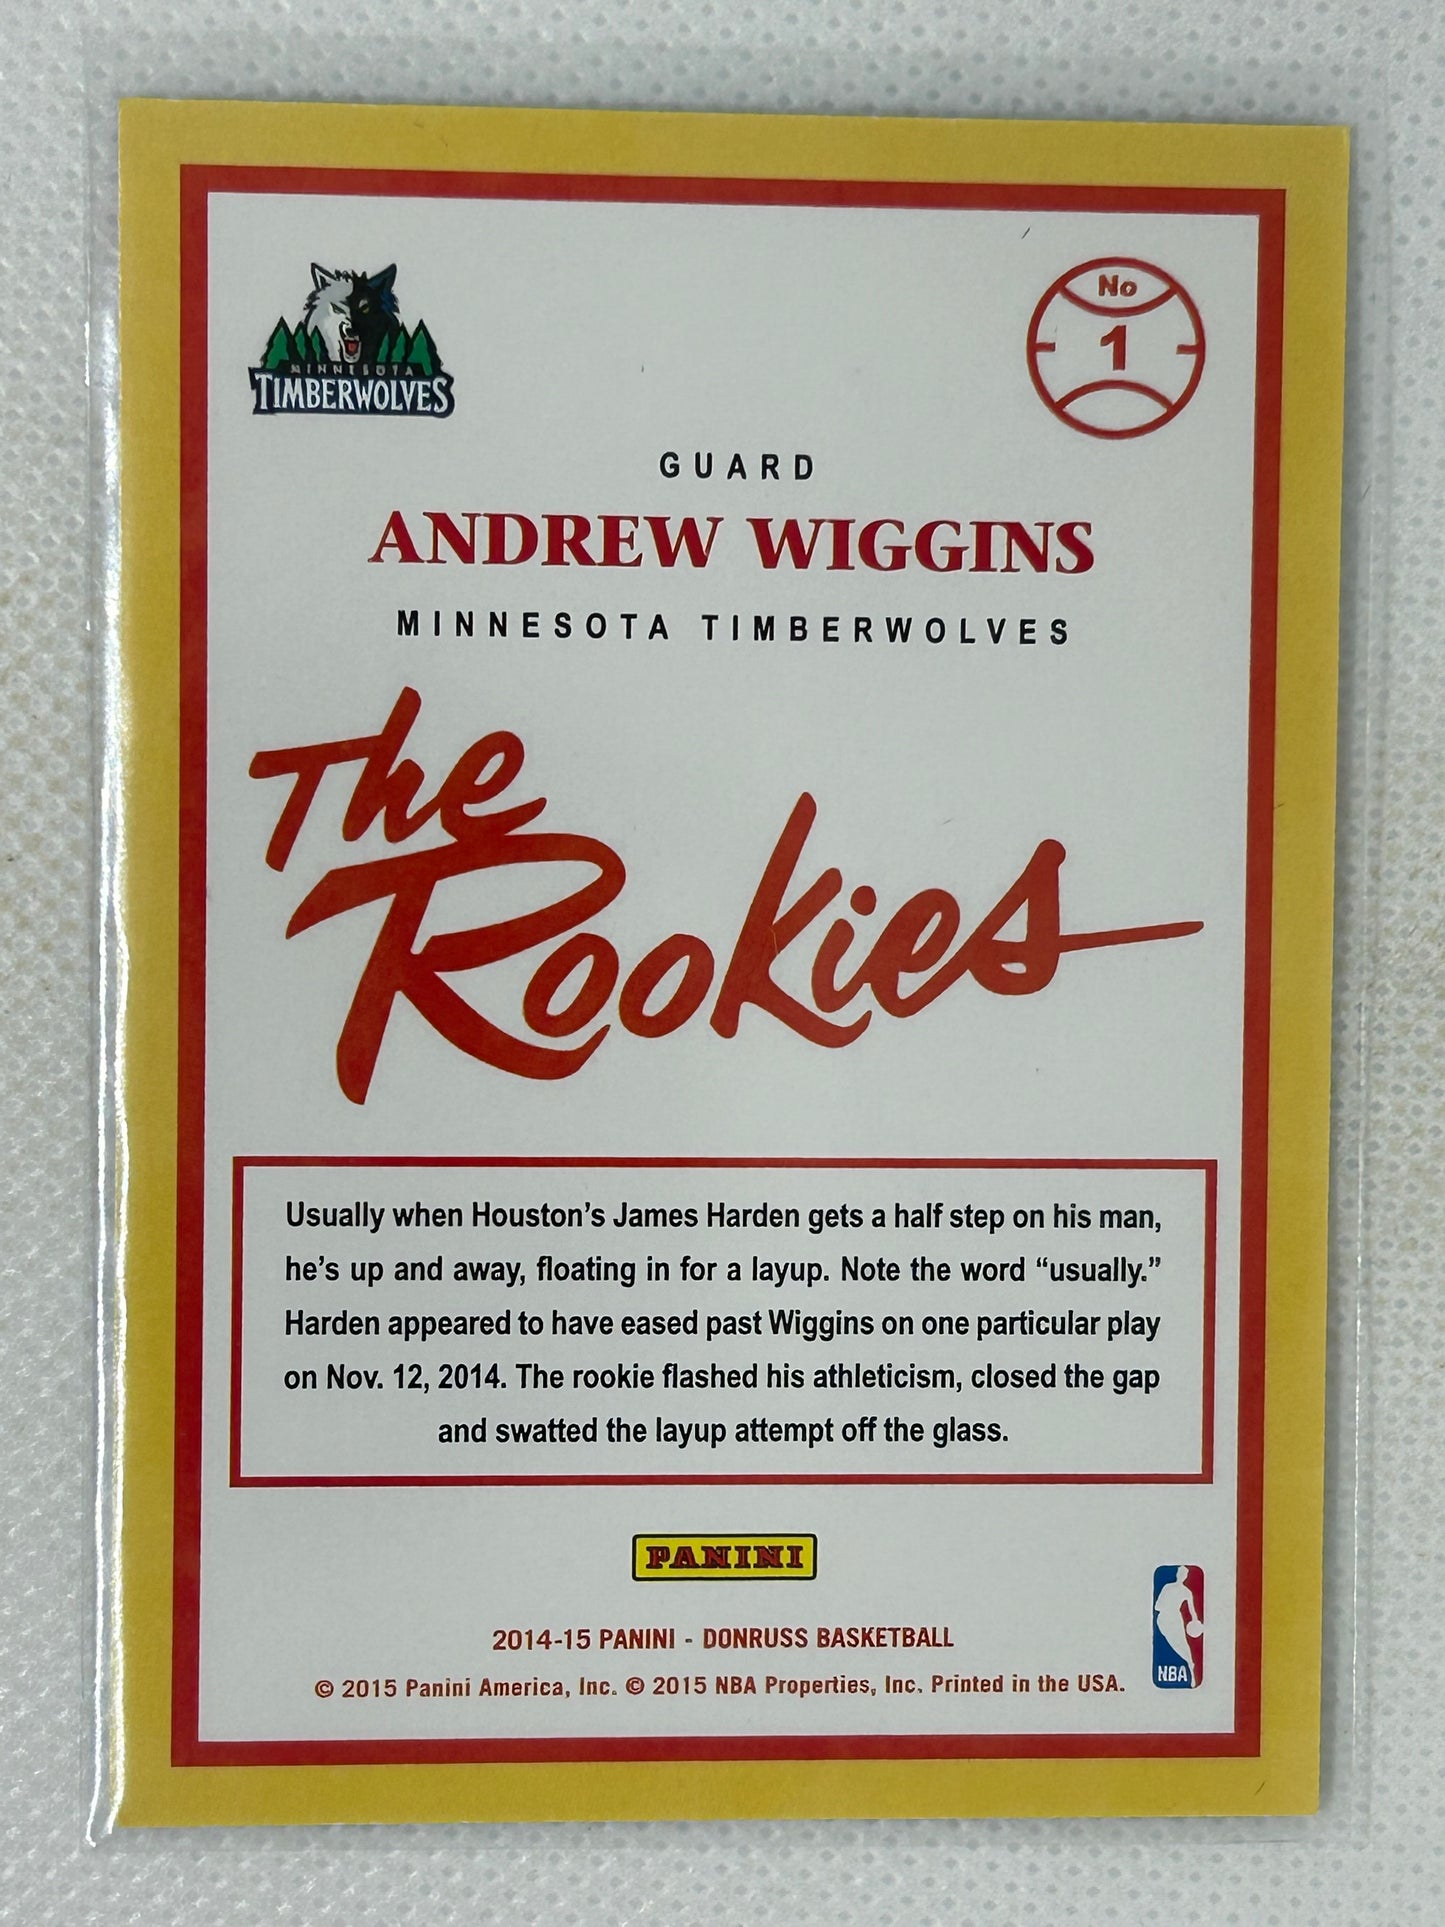 MINNESOTA
TIMBERWOLVES
No
1
GUARD
ANDREW WIGGINS
MINNESOTA TIMBERWOLVES
The
Rookies
Usually when Houston's James Harden gets a half step on his man,
he's up and away, floating in for a layup. Note the word “usually.”
Harden appeared to have eased past Wiggins on one particular play
on Nov. 12, 2014. The rookie flashed his athleticism, closed the gap
and swatted the layup attempt off the glass.
PANINI
2014-15 PANINI - DONRUSS BASKETBALL
© 2015 Panini America, Inc. © 2015 NBA Properties, Inc. Printed in the USA.
NBA